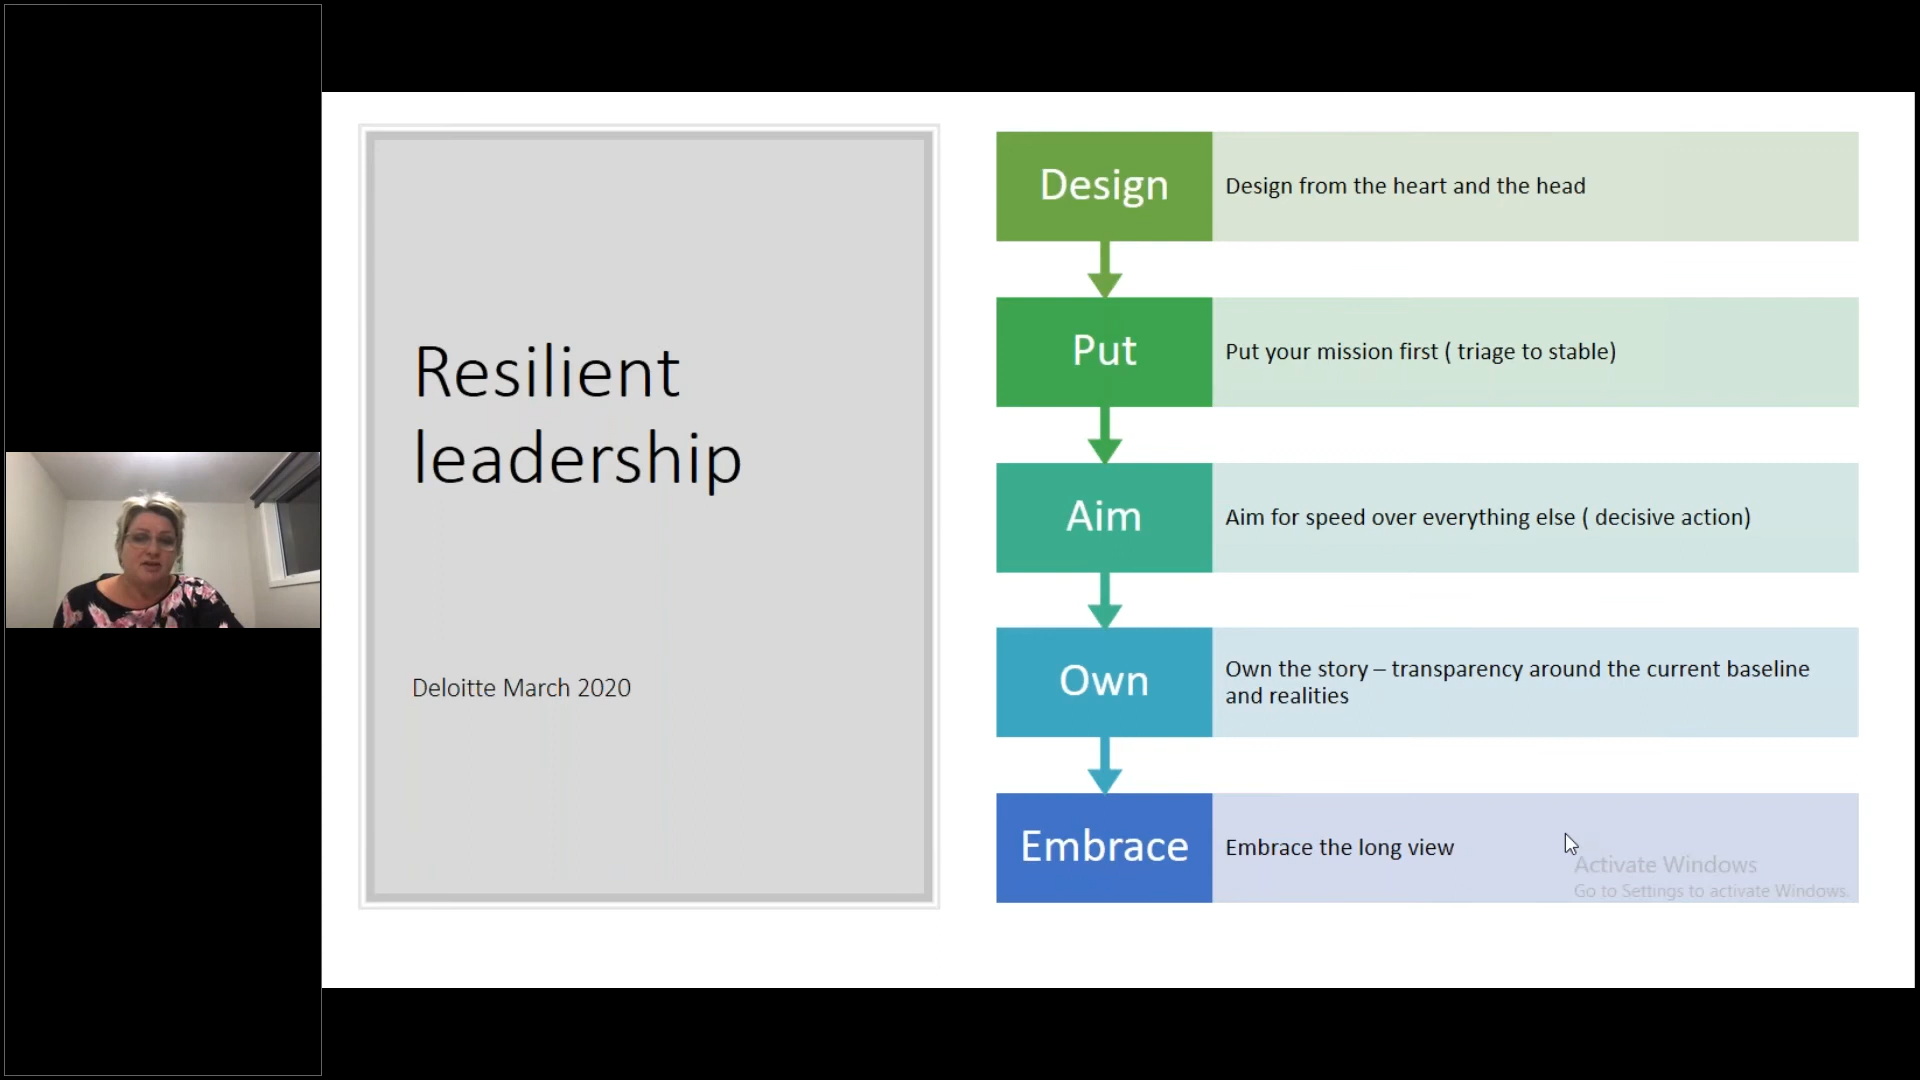 Resilient
leadership
Deloitte March 2020
Design
Design from the heart and the head
Put
Put your mission first ( triage to stable)
Aim
Aim for speed over everything else ( decisive action)
Own
Own the story – transparency around the current baseline
and realities
Embrace
Embrace the long view
Activate Windows
Go to Settings to activate Windows.